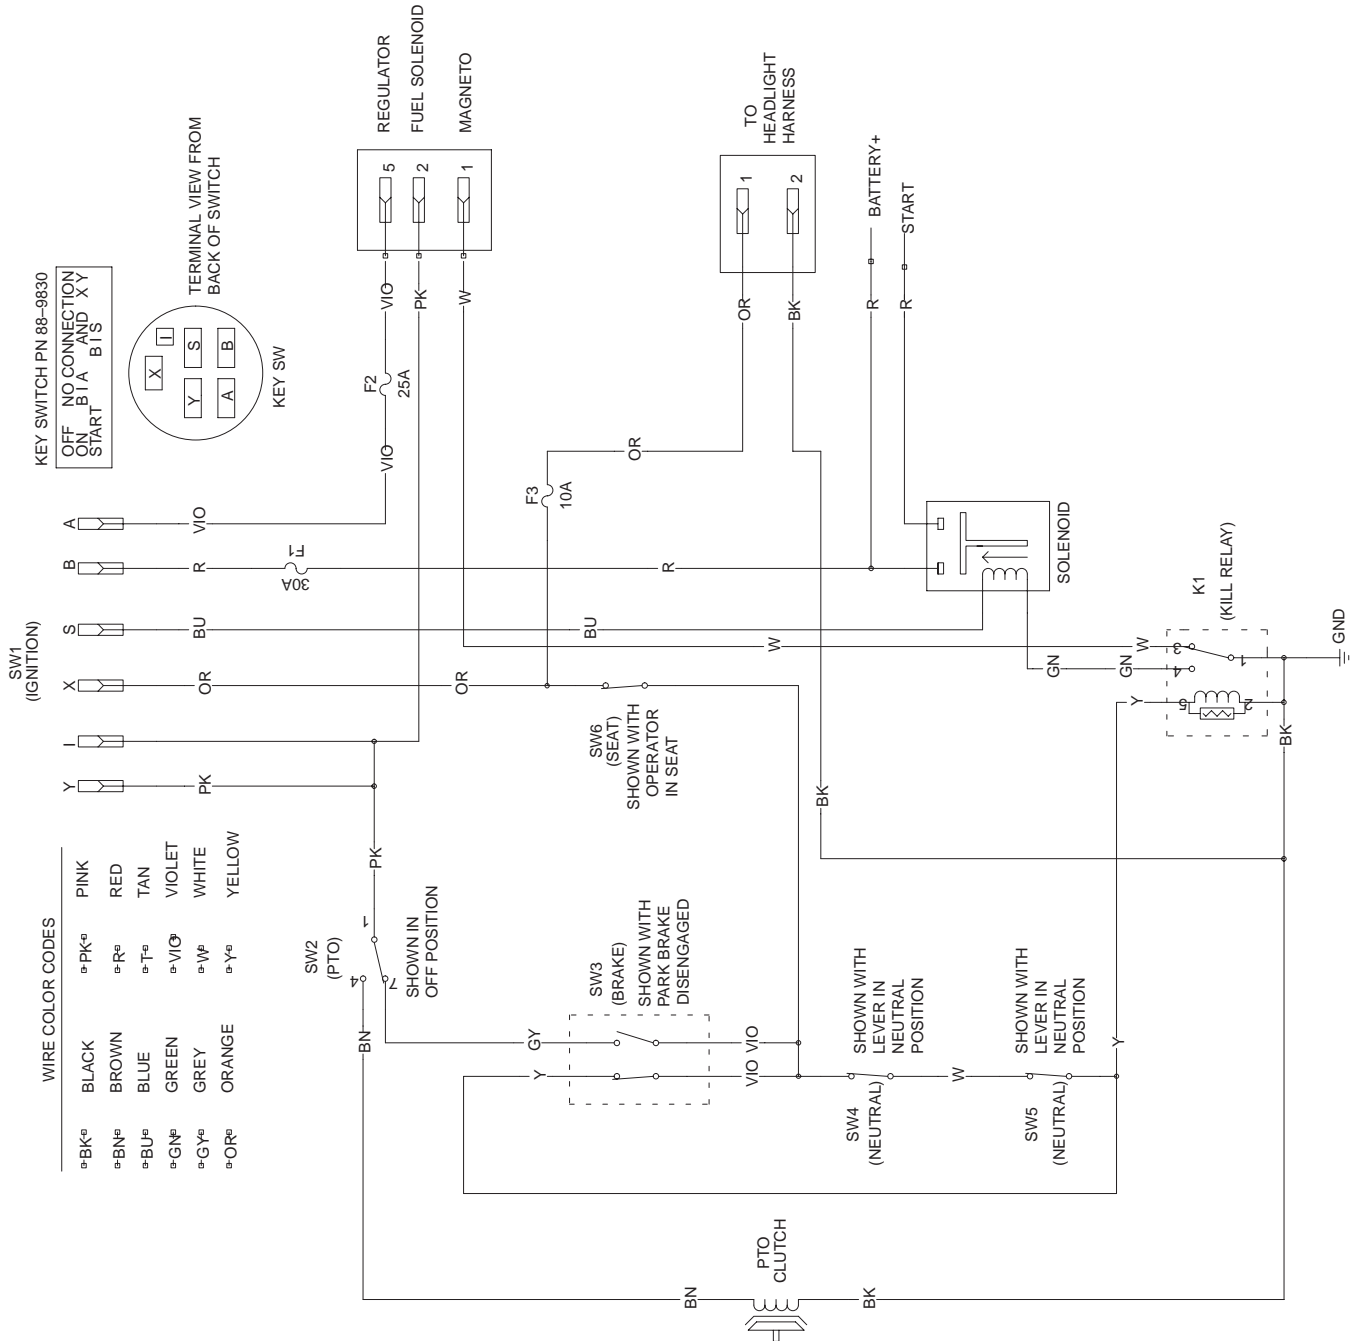 WIRE COLOR CODES
BK BLACK PK PINK
BN BROWN R RED
BU BLUE T TAN
GN GREEN VIO VIOLET
GY GREY W WHITE
OR ORANGE Y YELLOW
SW1
(IGNITION)
Y
I
X
S
B
A
PK
OR
BU
R
VIO
F1
30A
KEY SWITCH PN 88–9830
OFF NO CONNECTION
ON B I A AND X Y
START B I S
X
I
Y
S
A
B
KEY SW
TERMINAL VIEW FROM
BACK OF SWITCH
VIO
F2
25A
VIO
PK
W
5
2
1
REGULATOR
FUEL SOLENOID
MAGNETO
OR
F3
10A
OR
OR
BK
1
2
TO
HEADLIGHT
HARNESS
R
BATTERY+
R
START
SOLENOID
R
BU
W
SW6
(SEAT)
SHOWN WITH
OPERATOR
IN SEAT
PK
SW2
(PTO)
1
4
7
SHOWN IN
OFF POSITION
BN
GY
Y
SW3
(BRAKE)
SHOWN WITH
PARK BRAKE
DISENGAGED
VIO
VIO
VIO
VIO
BK
SW4
(NEUTRAL)
SHOWN WITH
LEVER IN
NEUTRAL
POSITION
W
SW5
(NEUTRAL)
SHOWN WITH
LEVER IN
NEUTRAL
POSITION
Y
Y
GN
GN
W
K1
(KILL RELAY)
3
4
1
5
2
BK
GND
BN
PTO
CLUTCH
BK